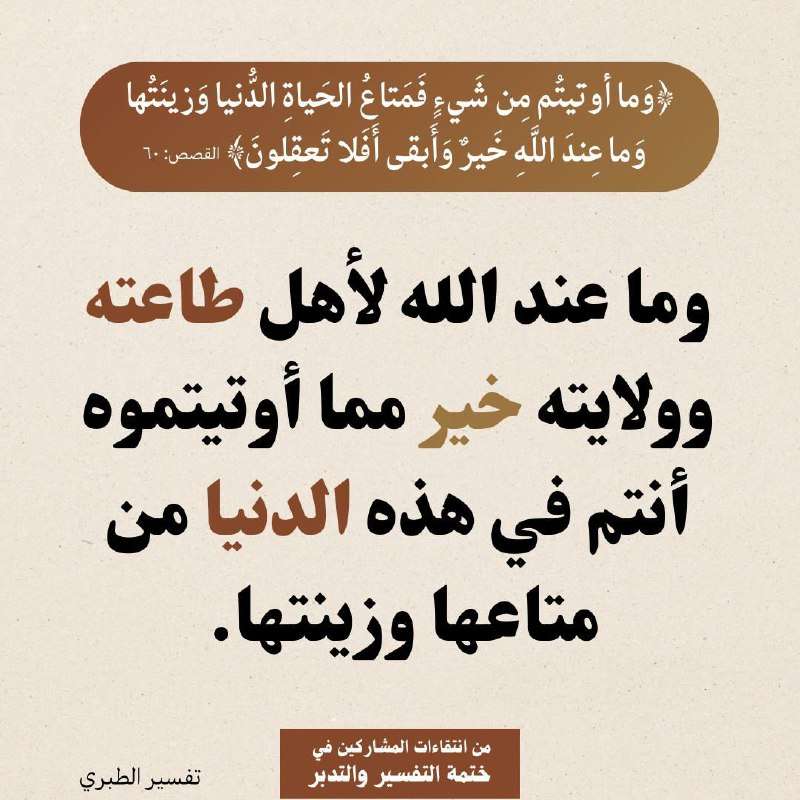 ﴿وَما أوتيتُم مِن شَيءٍ فَمَتاعُ الحَياةِ الدُّنيا وَزينَتُها
وَما عِندَ اللَّهِ خَيرٌ وَأَبقى أَفَلا تَعقِلونَ﴾ القصص: ٦٠
وما عند الله لأهل طاعته
وولايته خير مما أوتيتموه
أنتم في هذه الدنيا من
متاعها وزينتها.
من انتقاءات المشاركين في
ختمة التفسير والتدبر
تفسير الطبري